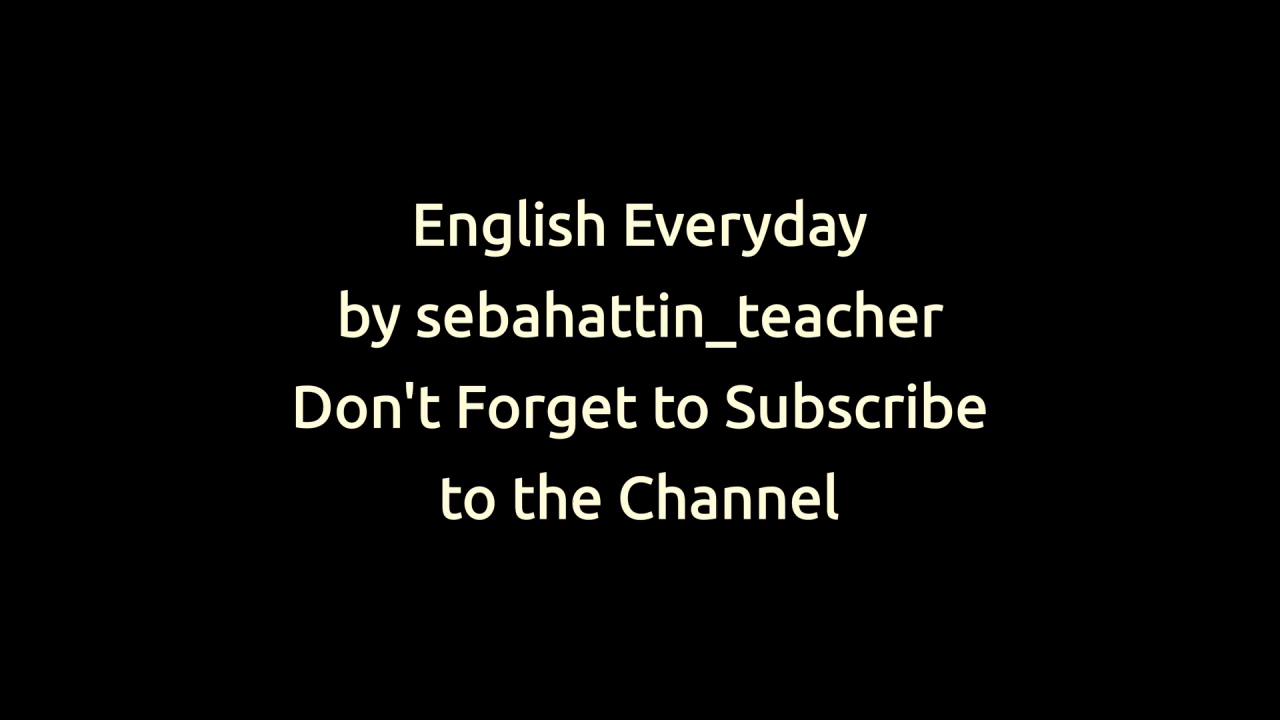 English Everyday
by sebahattin_teacher
Don't Forget to Subscribe
to the Channel